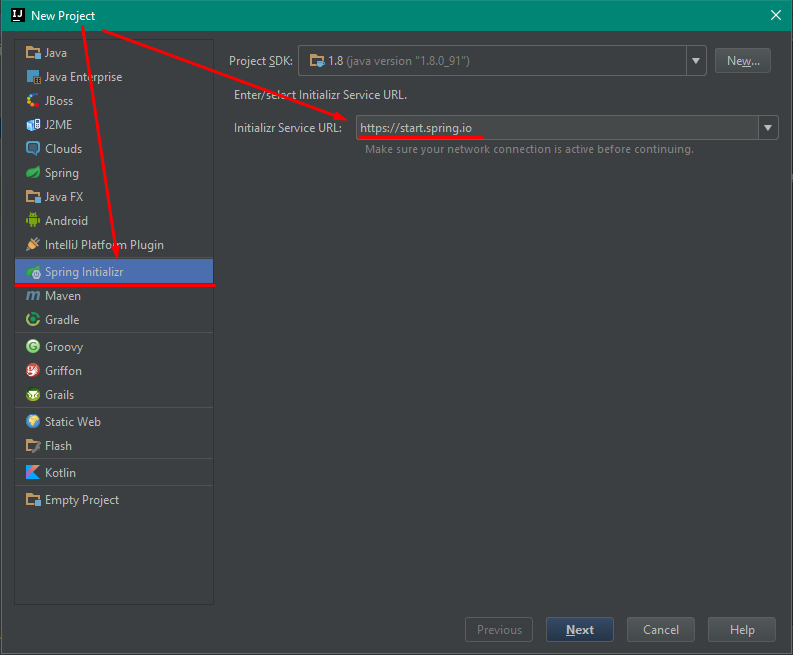 New Project
Java
Java Enterprise
JBoss
J2ME
Clouds
Spring
Java FX
Android
IntelliJ Platform Plugin
Spring Initializr
Maven
Gradle
Groovy
Griffon
Grails
Static Web
Flash
Kotlin
Empty Project
Project SDK: 1.8 (java version "1.8.0_91") New...
Enter/select Initializr Service URL.
Initializr Service URL: https://start.spring.io
Make sure your network connection is active before continuing.
Previous Next Cancel Help